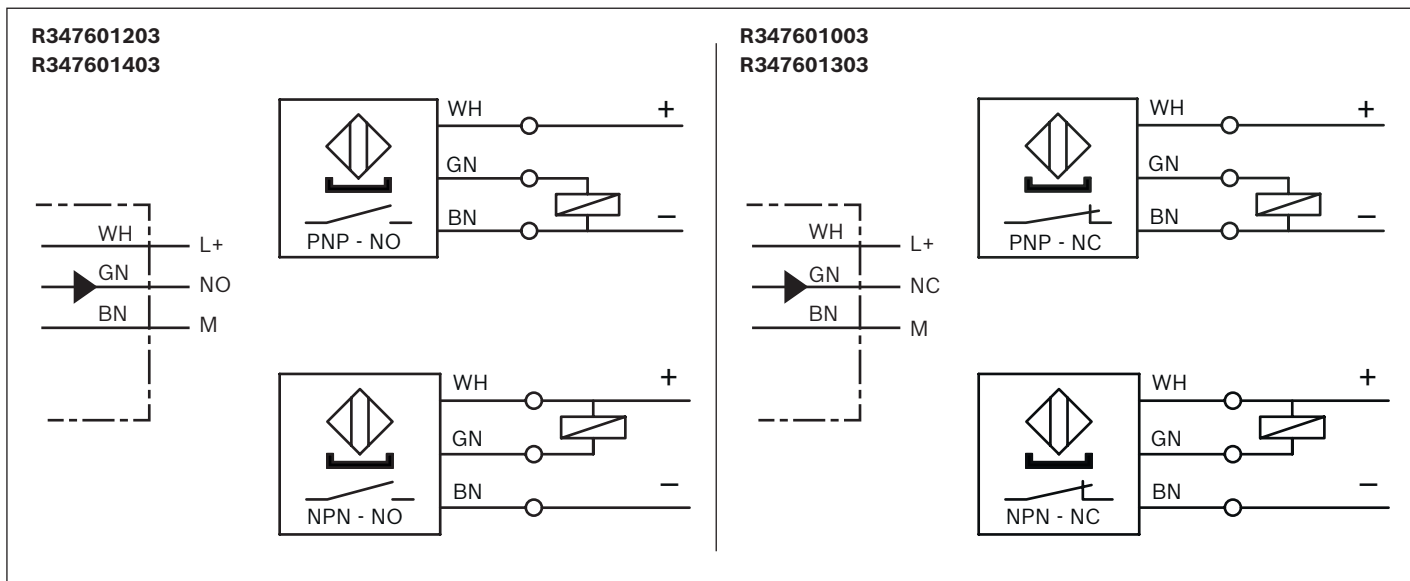 R347601203
R347601403
WH
+
GN
BN
−
PNP - NO
WH
L+
GN
NO
BN
M
WH
+
GN
BN
−
NPN - NO
R347601003
R347601303
WH
+
GN
BN
−
PNP - NC
WH
L+
GN
NC
BN
M
WH
+
GN
BN
−
NPN - NC